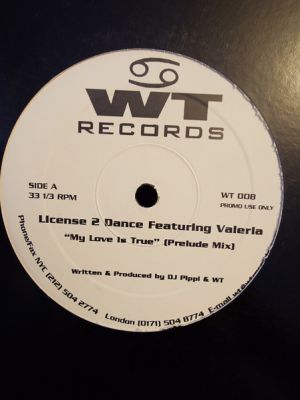 WT
RECORDS
SIDE A
33 1/3 RPM
WT 008
PROMO USE ONLY
License 2 Dance Featuring Valeria
"My Love Is True" (Prelude Mix)
Written & Produced by DJ Pippi & WT
Phone/Fax NYC (212) 504 2774
London (0171) 504 8774
E-mail